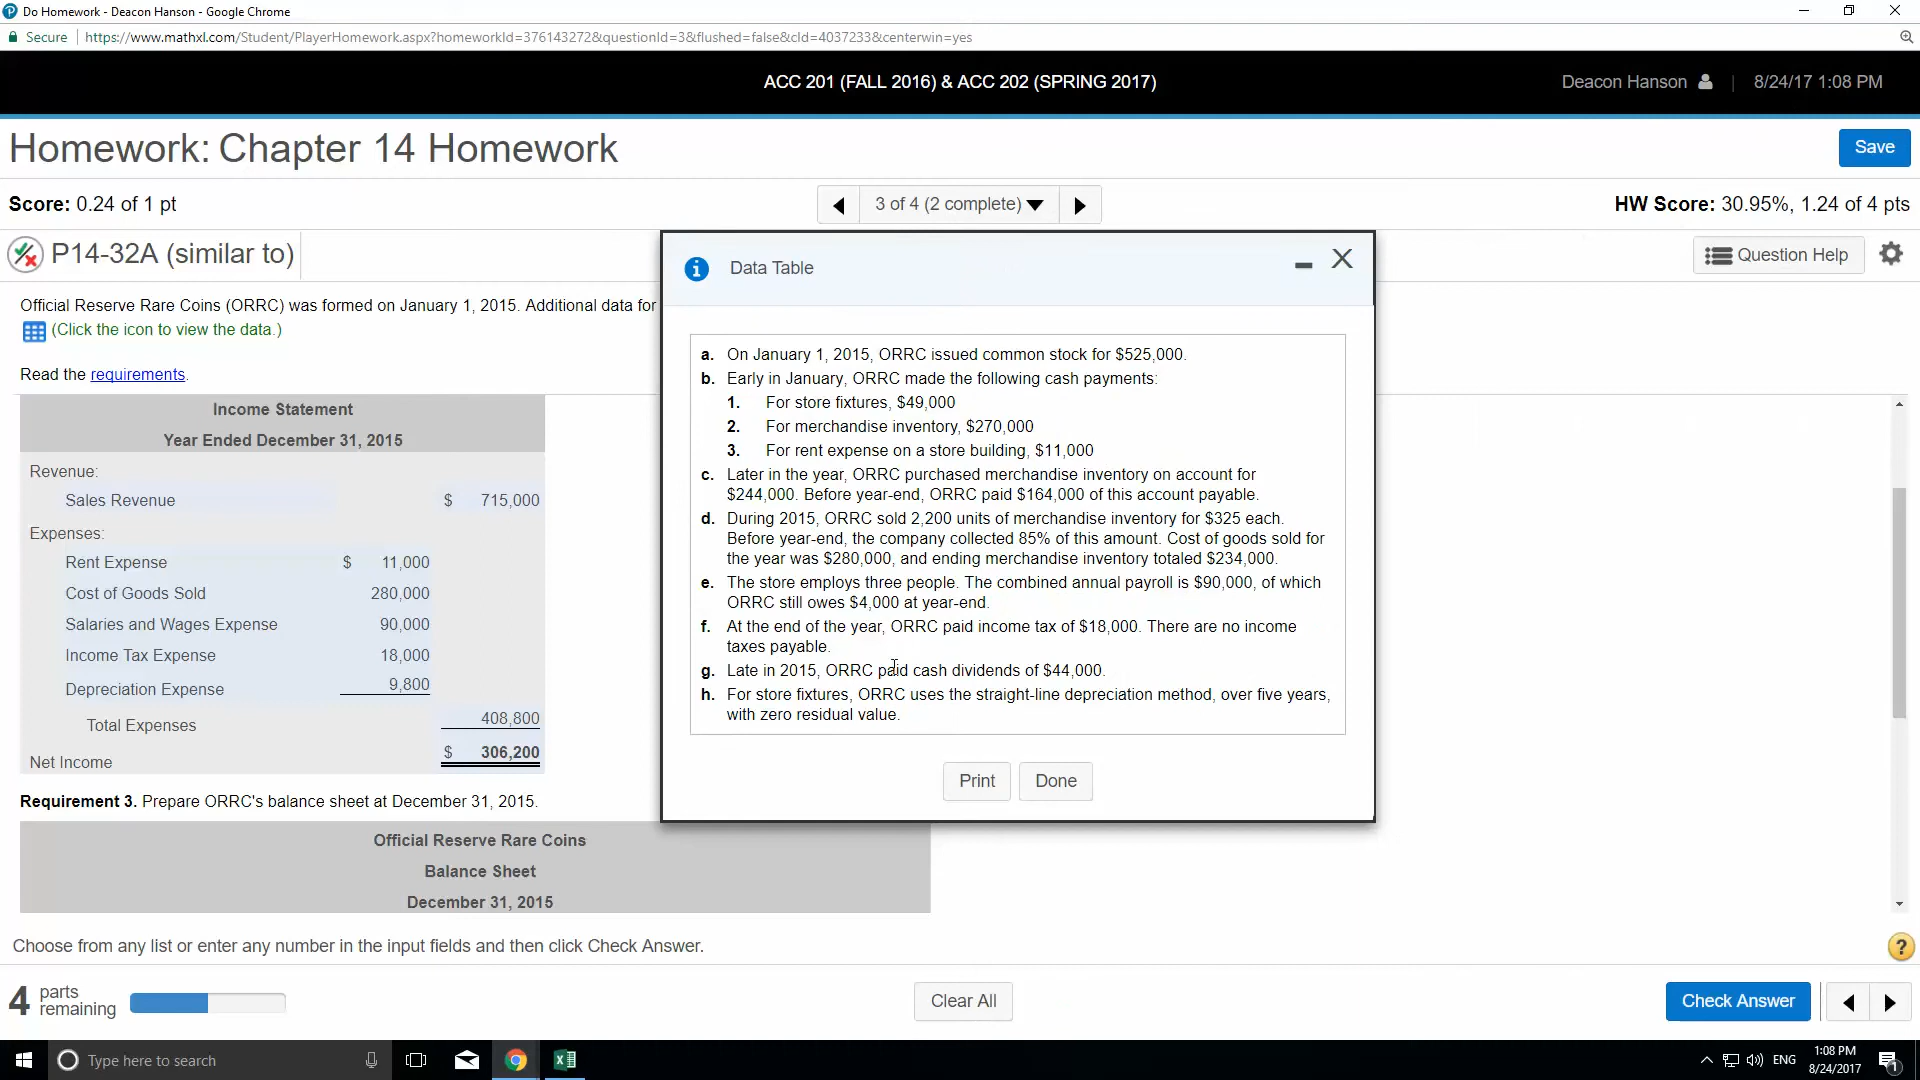 Do Homework - Deacon Hanson - Google Chrome
Secure https://www.mathxl.com/Student/PlayerHomework.aspx?homeworkId=376143272&questionId=3&flushed=false&cId=4037233&centerwin=yes
ACC 201 (FALL 2016) & ACC 202 (SPRING 2017)
Deacon Hanson 8/24/17 1:08 PM
Homework: Chapter 14 Homework
Save
Score: 0.24 of 1 pt
3 of 4 (2 complete)
HW Score: 30.95%, 1.24 of 4 pts
P14-32A (similar to)
Question Help
Official Reserve Rare Coins (ORRC) was formed on January 1, 2015. Additional data for
(Click the icon to view the data.)
Read the requirements.
Income Statement
Year Ended December 31, 2015
Revenue:
Sales Revenue $ 715,000
Expenses:
Rent Expense $ 11,000
Cost of Goods Sold 280,000
Salaries and Wages Expense 90,000
Income Tax Expense 18,000
Depreciation Expense 9,800
Total Expenses 408,800
Net Income $ 306,200
Requirement 3. Prepare ORRC's balance sheet at December 31, 2015.
Official Reserve Rare Coins
Balance Sheet
December 31, 2015
Data Table
a. On January 1, 2015, ORRC issued common stock for $525,000.
b. Early in January, ORRC made the following cash payments:
1. For store fixtures, $49,000
2. For merchandise inventory, $270,000
3. For rent expense on a store building, $11,000
c. Later in the year, ORRC purchased merchandise inventory on account for
$244,000. Before year-end, ORRC paid $164,000 of this account payable.
d. During 2015, ORRC sold 2,200 units of merchandise inventory for $325 each.
Before year-end, the company collected 85% of this amount. Cost of goods sold for
the year was $280,000, and ending merchandise inventory totaled $234,000.
e. The store employs three people. The combined annual payroll is $90,000, of which
ORRC still owes $4,000 at year-end.
f. At the end of the year, ORRC paid income tax of $18,000. There are no income
taxes payable.
g. Late in 2015, ORRC paid cash dividends of $44,000.
h. For store fixtures, ORRC uses the straight-line depreciation method, over five years,
with zero residual value.
Print Done
Choose from any list or enter any number in the input fields and then click Check Answer.
?
4 parts
remaining
Clear All
Check Answer
Type here to search
ENG
1:08 PM
8/24/2017
1